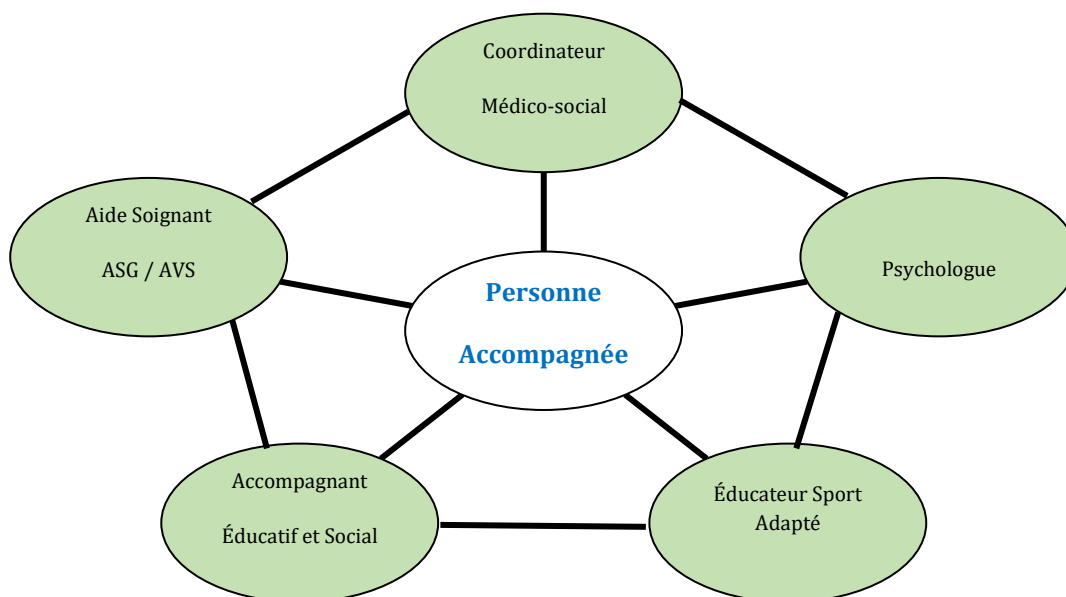 Coordinateur
Médico-social
Aide Soignant
ASG / AVS
Psychologue
Personne
Accompagnée
Accompagnant
Éducatif et Social
Éducateur Sport
Adapté